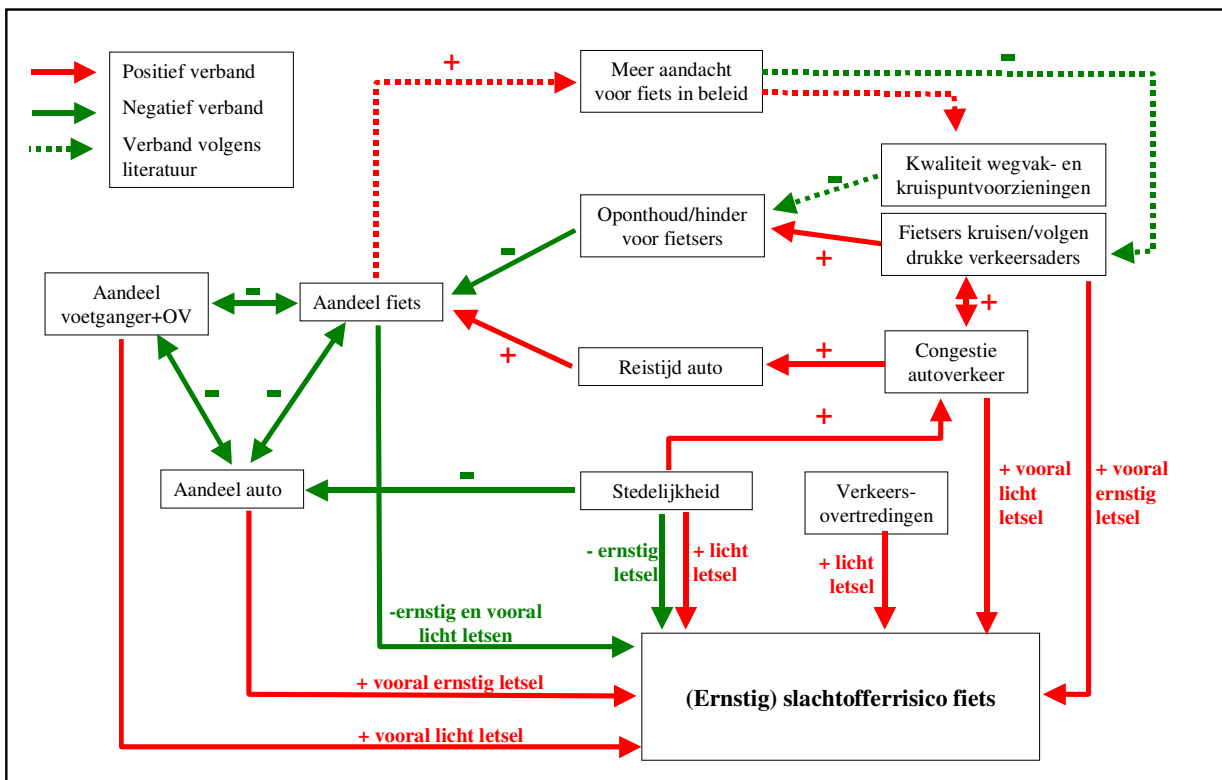 Positief verband
Negatief verband
Verband volgens
literatuur
+
Meer aandacht
voor fiets in beleid
-
Kwaliteit wegvak- en
kruispuntvoorzieningen
-
Oponthoud/hinder
voor fietsers
Fietsers kruisen/volgen
drukke verkeersaders
+
-
Aandeel
voetganger+OV
-
Aandeel fiets
+
Reistijd auto
+
+
Congestie
autoverkeer
-
-
+
Aandeel auto
-
Stedelijkheid
Verkeers-
overtredingen
+ vooral
licht
letsel
+ vooral
ernstig
letsel
- ernstig
letsel
+ licht
letsel
+ licht
letsel
-ernstig en vooral
licht letsen
+ vooral ernstig letsel
+ vooral licht letsel
(Ernstig) slachtofferrisico fiets